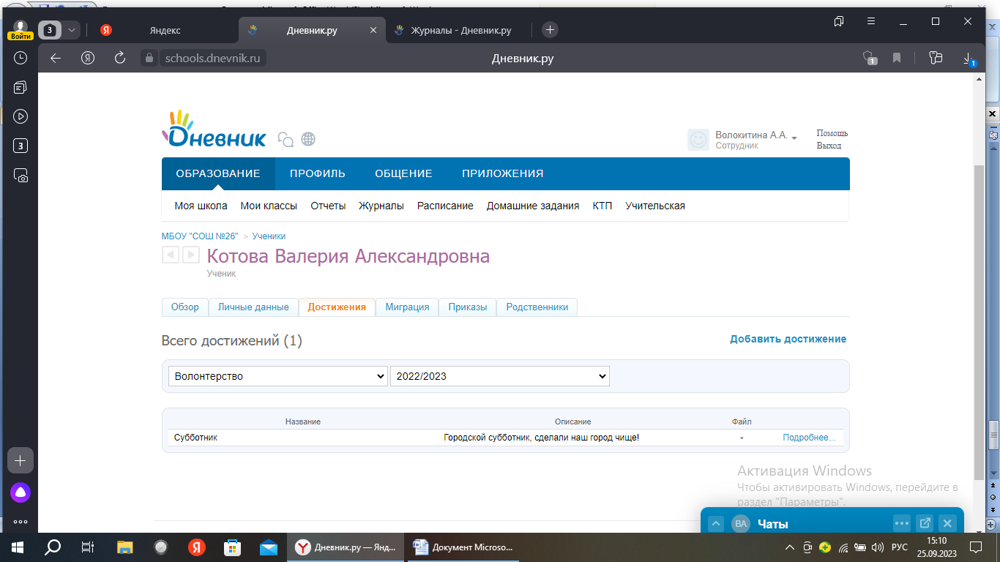 3
Яндекс
Дневник.ру
Журналы - Дневник.ру
Войти
schools.dnevnik.ru
Дневник.ру
1
1
3
Дневник
Волокитина А.А.
Сотрудник
Помощь
Выход
ОБРАЗОВАНИЕ ПРОФИЛЬ ОБЩЕНИЕ ПРИЛОЖЕНИЯ
Моя школа Мои классы Отчеты Журналы Расписание Домашние задания КТП Учительская
МБОУ "СОШ №26" > Ученики
Котова Валерия Александровна
Ученик
Обзор Личные данные Достижения Миграция Приказы Родственники
Всего достижений (1)
Добавить достижение
Волонтерство
2022/2023
Название Описание Файл
Субботник Городской субботник, сделали наш город чище! - Подробнее...
Активация Windows
Чтобы активировать Windows, перейдите в
раздел "Параметры".
ВА Чаты
Дневник.ру — Янд...
Документ Microso...
РУС
15:10
25.09.2023